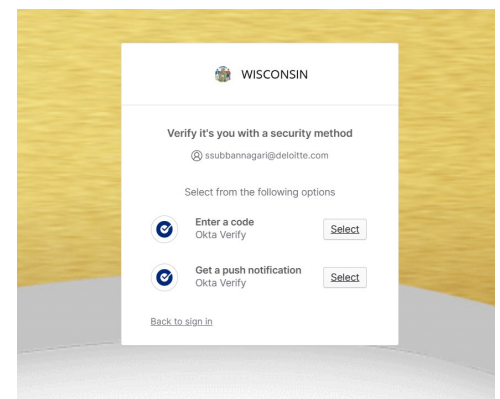 WISCONSIN
Verify it's you with a security method
ssubbannagari@deloitte.com
Select from the following options
Enter a code
Okta Verify
Select
Get a push notification
Okta Verify
Select
Back to sign in